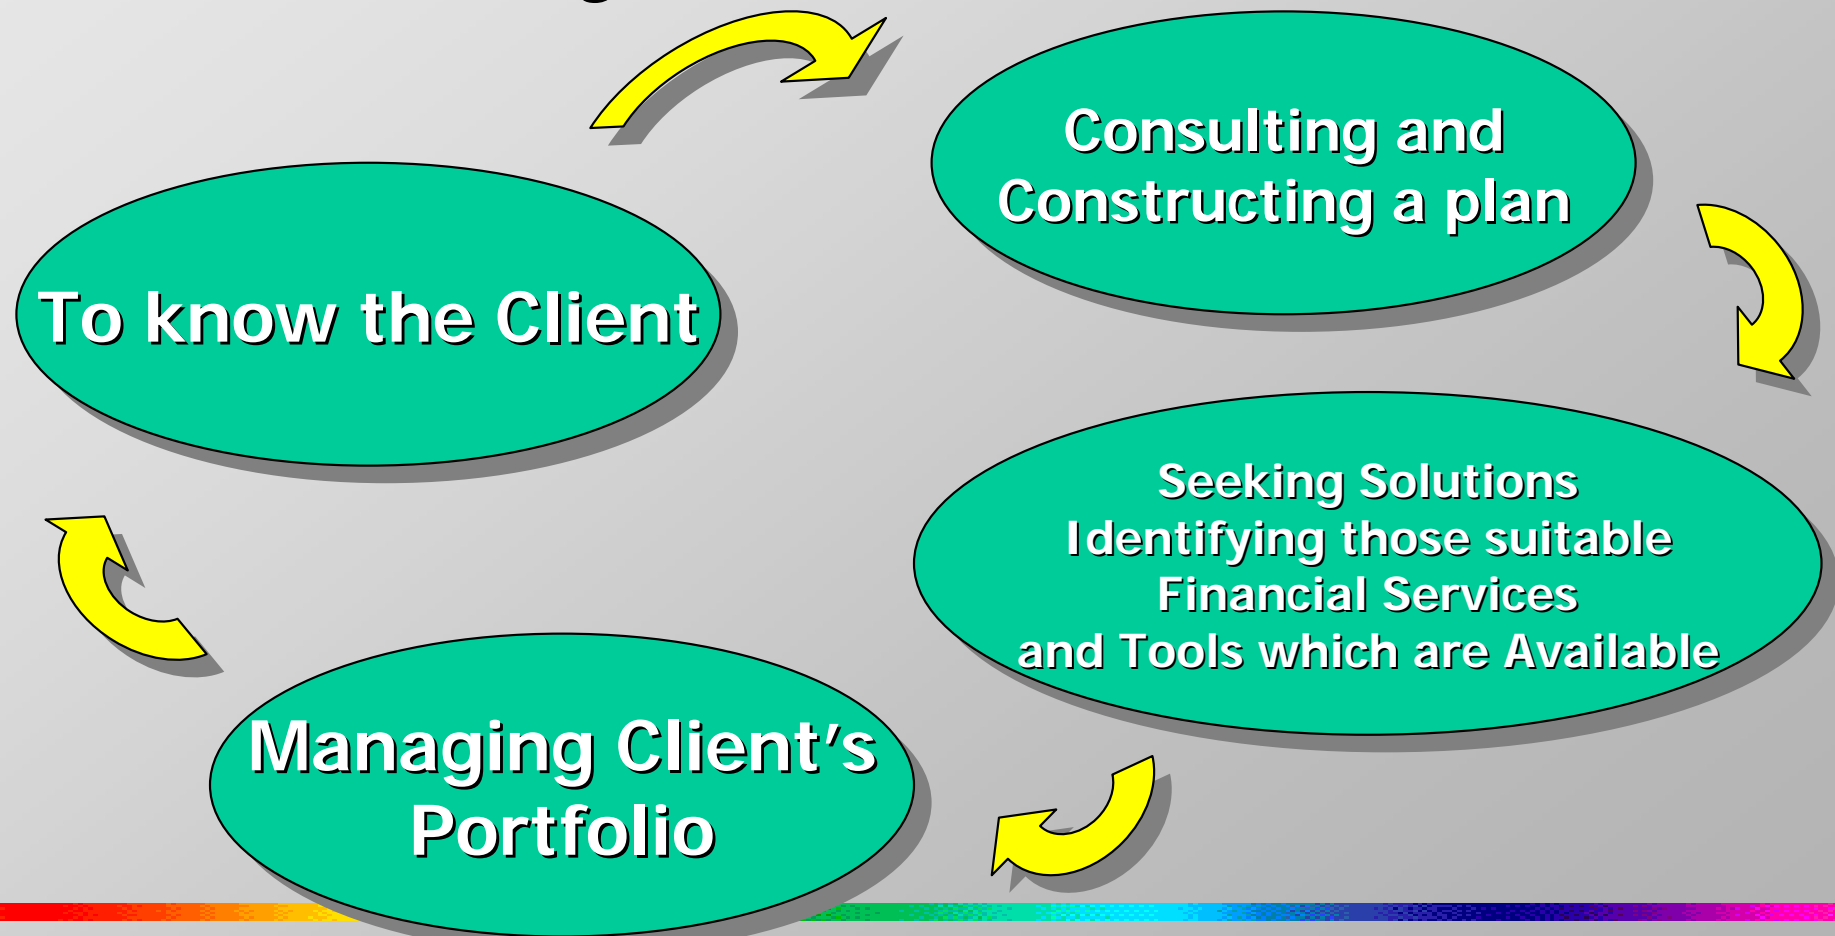 To know the Client
Consulting and
Constructing a plan
Seeking Solutions
Identifying those suitable
Financial Services
and Tools which are Available
Managing Client's
Portfolio